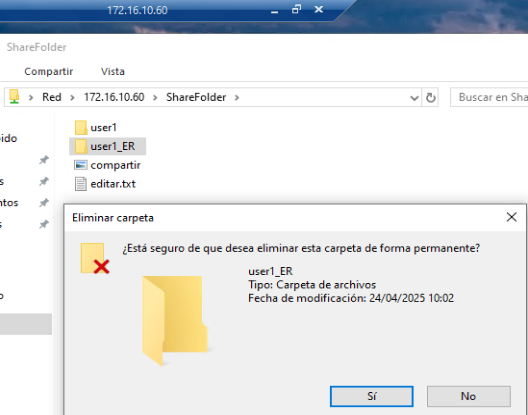 172.16.10.60
ShareFolder
Compartir Vista
Red > 172.16.10.60 > ShareFolder >
Buscar en Sha
user1
user1_ER
compartir
editar.txt
Eliminar carpeta
¿Está seguro de que desea eliminar esta carpeta de forma permanente?
user1_ER
Tipo: Carpeta de archivos
Fecha de modificación: 24/04/2025 10:02
Sí No